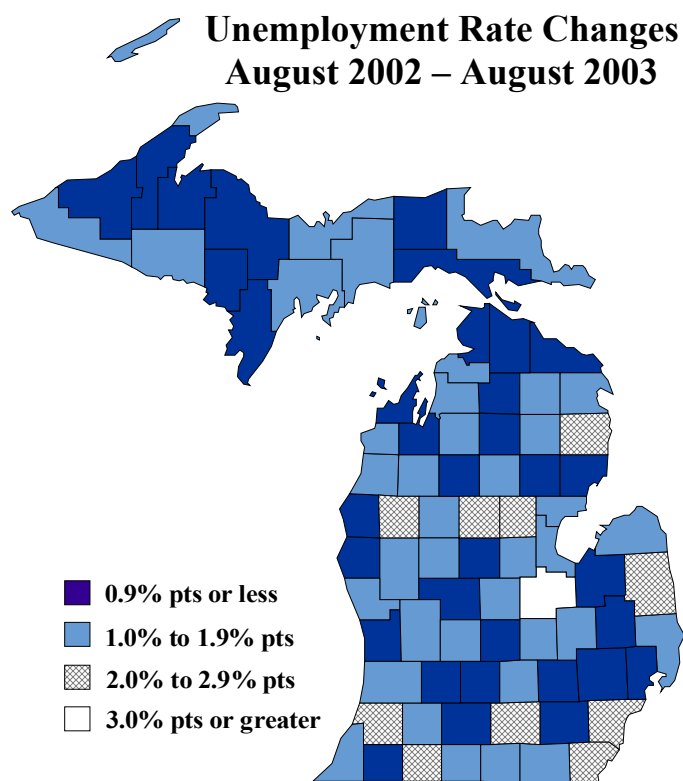 Unemployment Rate Changes
August 2002 – August 2003
0.9% pts or less
1.0% to 1.9% pts
2.0% to 2.9% pts
3.0% pts or greater